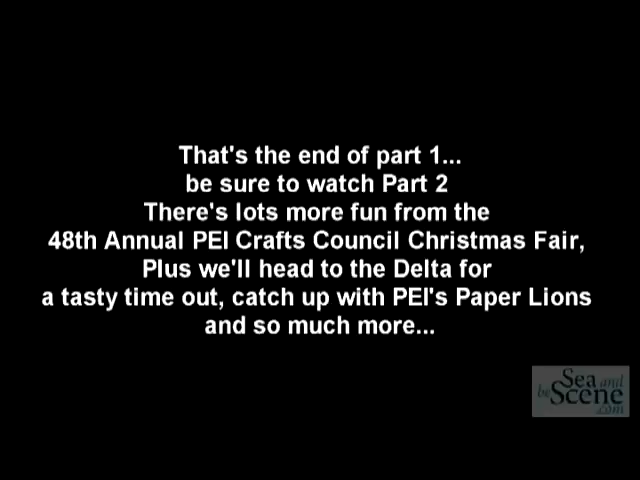 That's the end of part 1...
be sure to watch Part 2
There's lots more fun from the
48th Annual PEI Crafts Council Christmas Fair,
Plus we'll head to the Delta for
a tasty time out, catch up with PEI's Paper Lions
and so much more...
Sea and
be Scene
.com